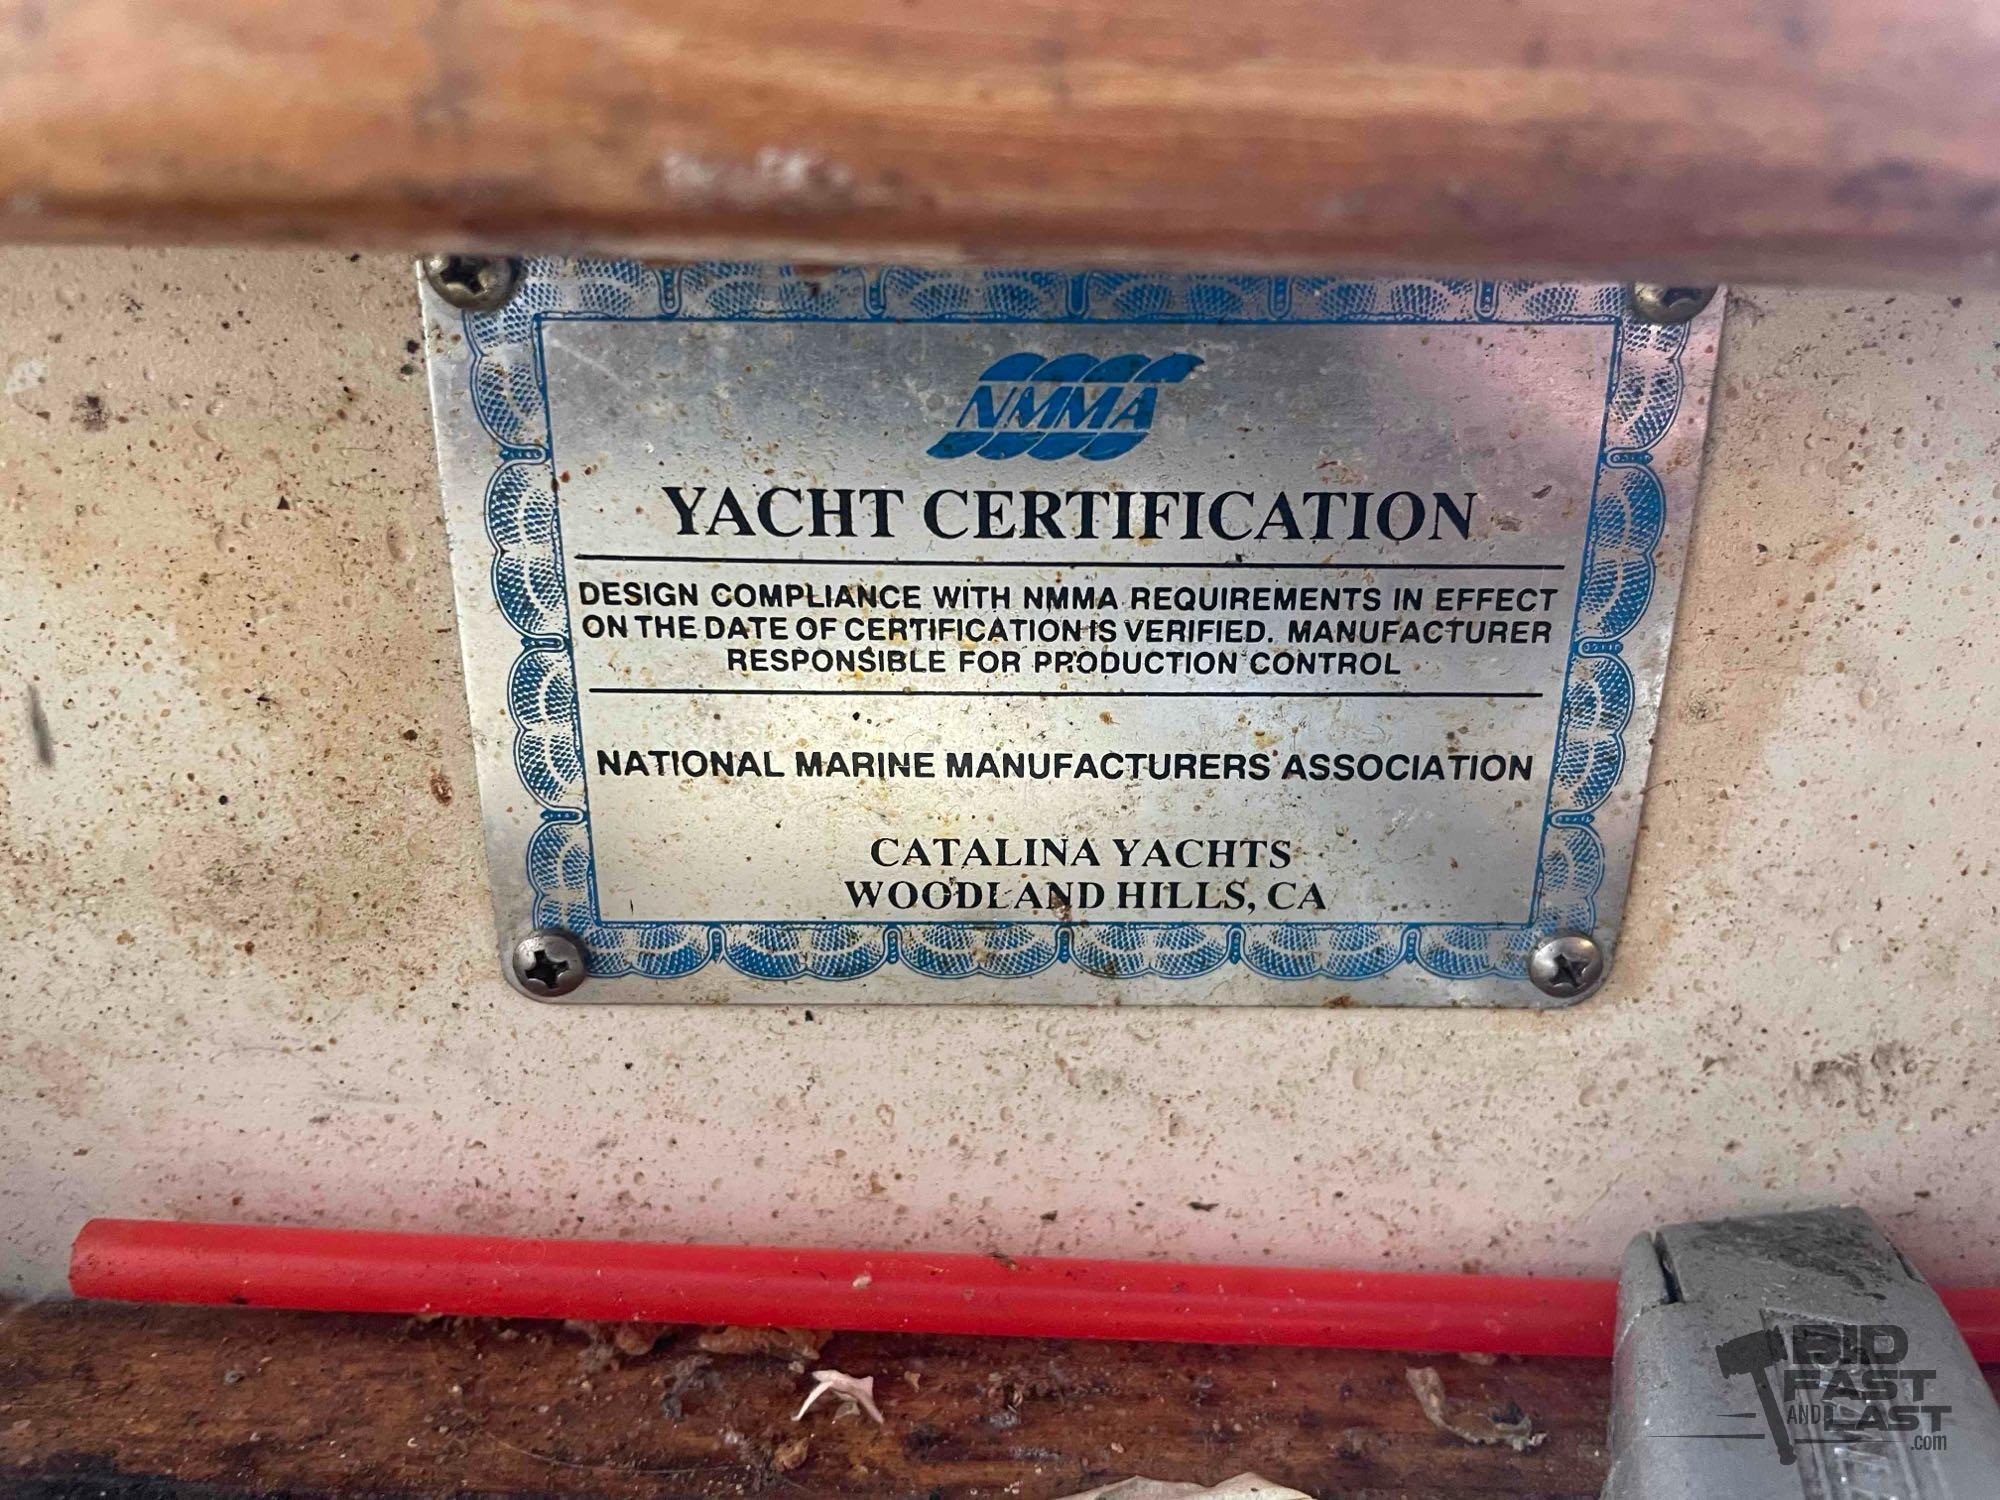 NMMA
YACHT CERTIFICATION
DESIGN COMPLIANCE WITH NMMA REQUIREMENTS IN EFFECT
ON THE DATE OF CERTIFICATION IS VERIFIED. MANUFACTURER
RESPONSIBLE FOR PRODUCTION CONTROL
NATIONAL MARINE MANUFACTURERS ASSOCIATION
CATALINA YACHTS
WOODLAND HILLS, CA
BID
FAST
AND LAST
.com